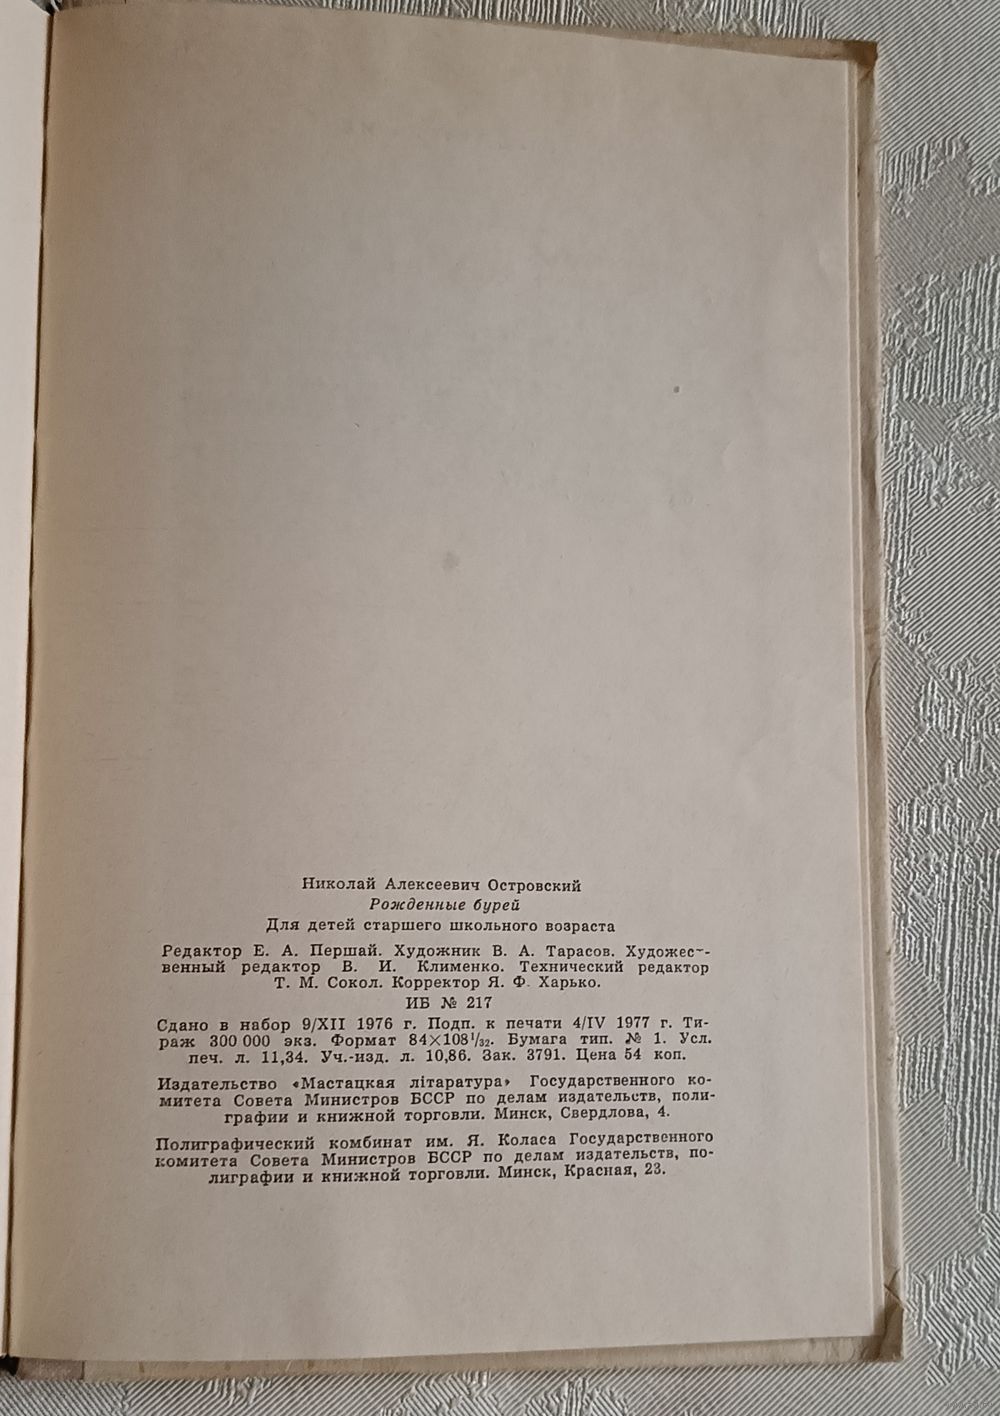 Николай Алексеевич Островский
Рожденные бурей
Для детей старшего школьного возраста
Редактор Е. А. Першай. Художник В. А. Тарасов. Художес-
венный редактор В. И. Клименко. Технический редактор
Т. М. Сокол. Корректор Я. Ф. Харько.
ИБ № 217
Сдано в набор 9/XII 1976 г. Подп. к печати 4/IV 1977 г. Ти-
раж 300 000 экз. Формат 84×108¹/₃₂. Бумага тип. № 1. Усл.
печ. л. 11,34. Уч.-изд. л. 10,86. Зак. 3791. Цена 54 коп.
Издательство «Мастацкая літаратура» Государственного ко-
митета Совета Министров БССР по делам издательств, поли-
графии и книжной торговли. Минск, Свердлова, 4.
Полиграфический комбинат им. Я. Коласа Государственного
комитета Совета Министров БССР по делам издательств, по-
лиграфии и книжной торговли. Минск, Красная, 23.